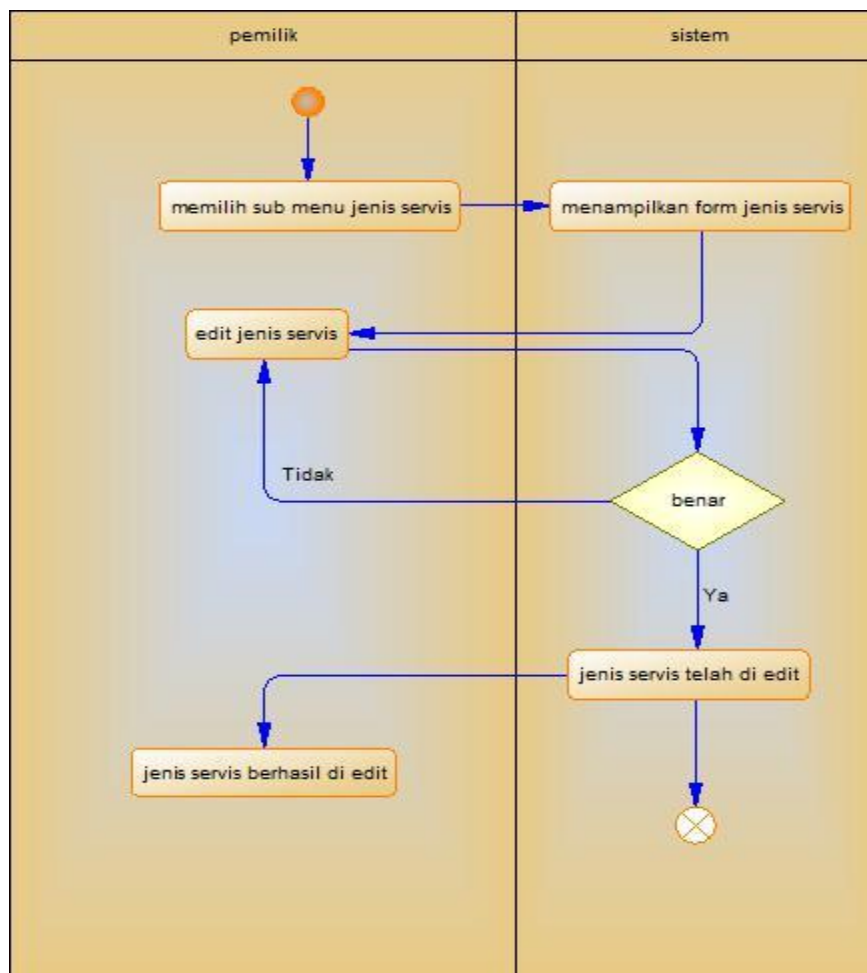 pemilik
sistem
memilih sub menu jenis servis
menampilkan form jenis servis
edit jenis servis
Tidak
benar
Ya
jenis servis telah di edit
jenis servis berhasil di edit